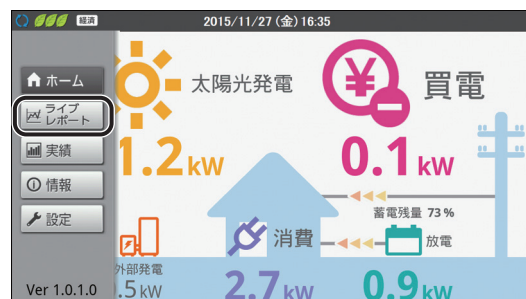 経済
2015/11/27 (金) 16:35
ホーム
ライブ
レポート
実績
情報
設定
Ver 1.0.1.0
太陽光発電
1.2 kW
買電
0.1 kW
蓄電残量 73 %
放電
消費
外部発電
.5 kW
2.7 kW
0.9 kW